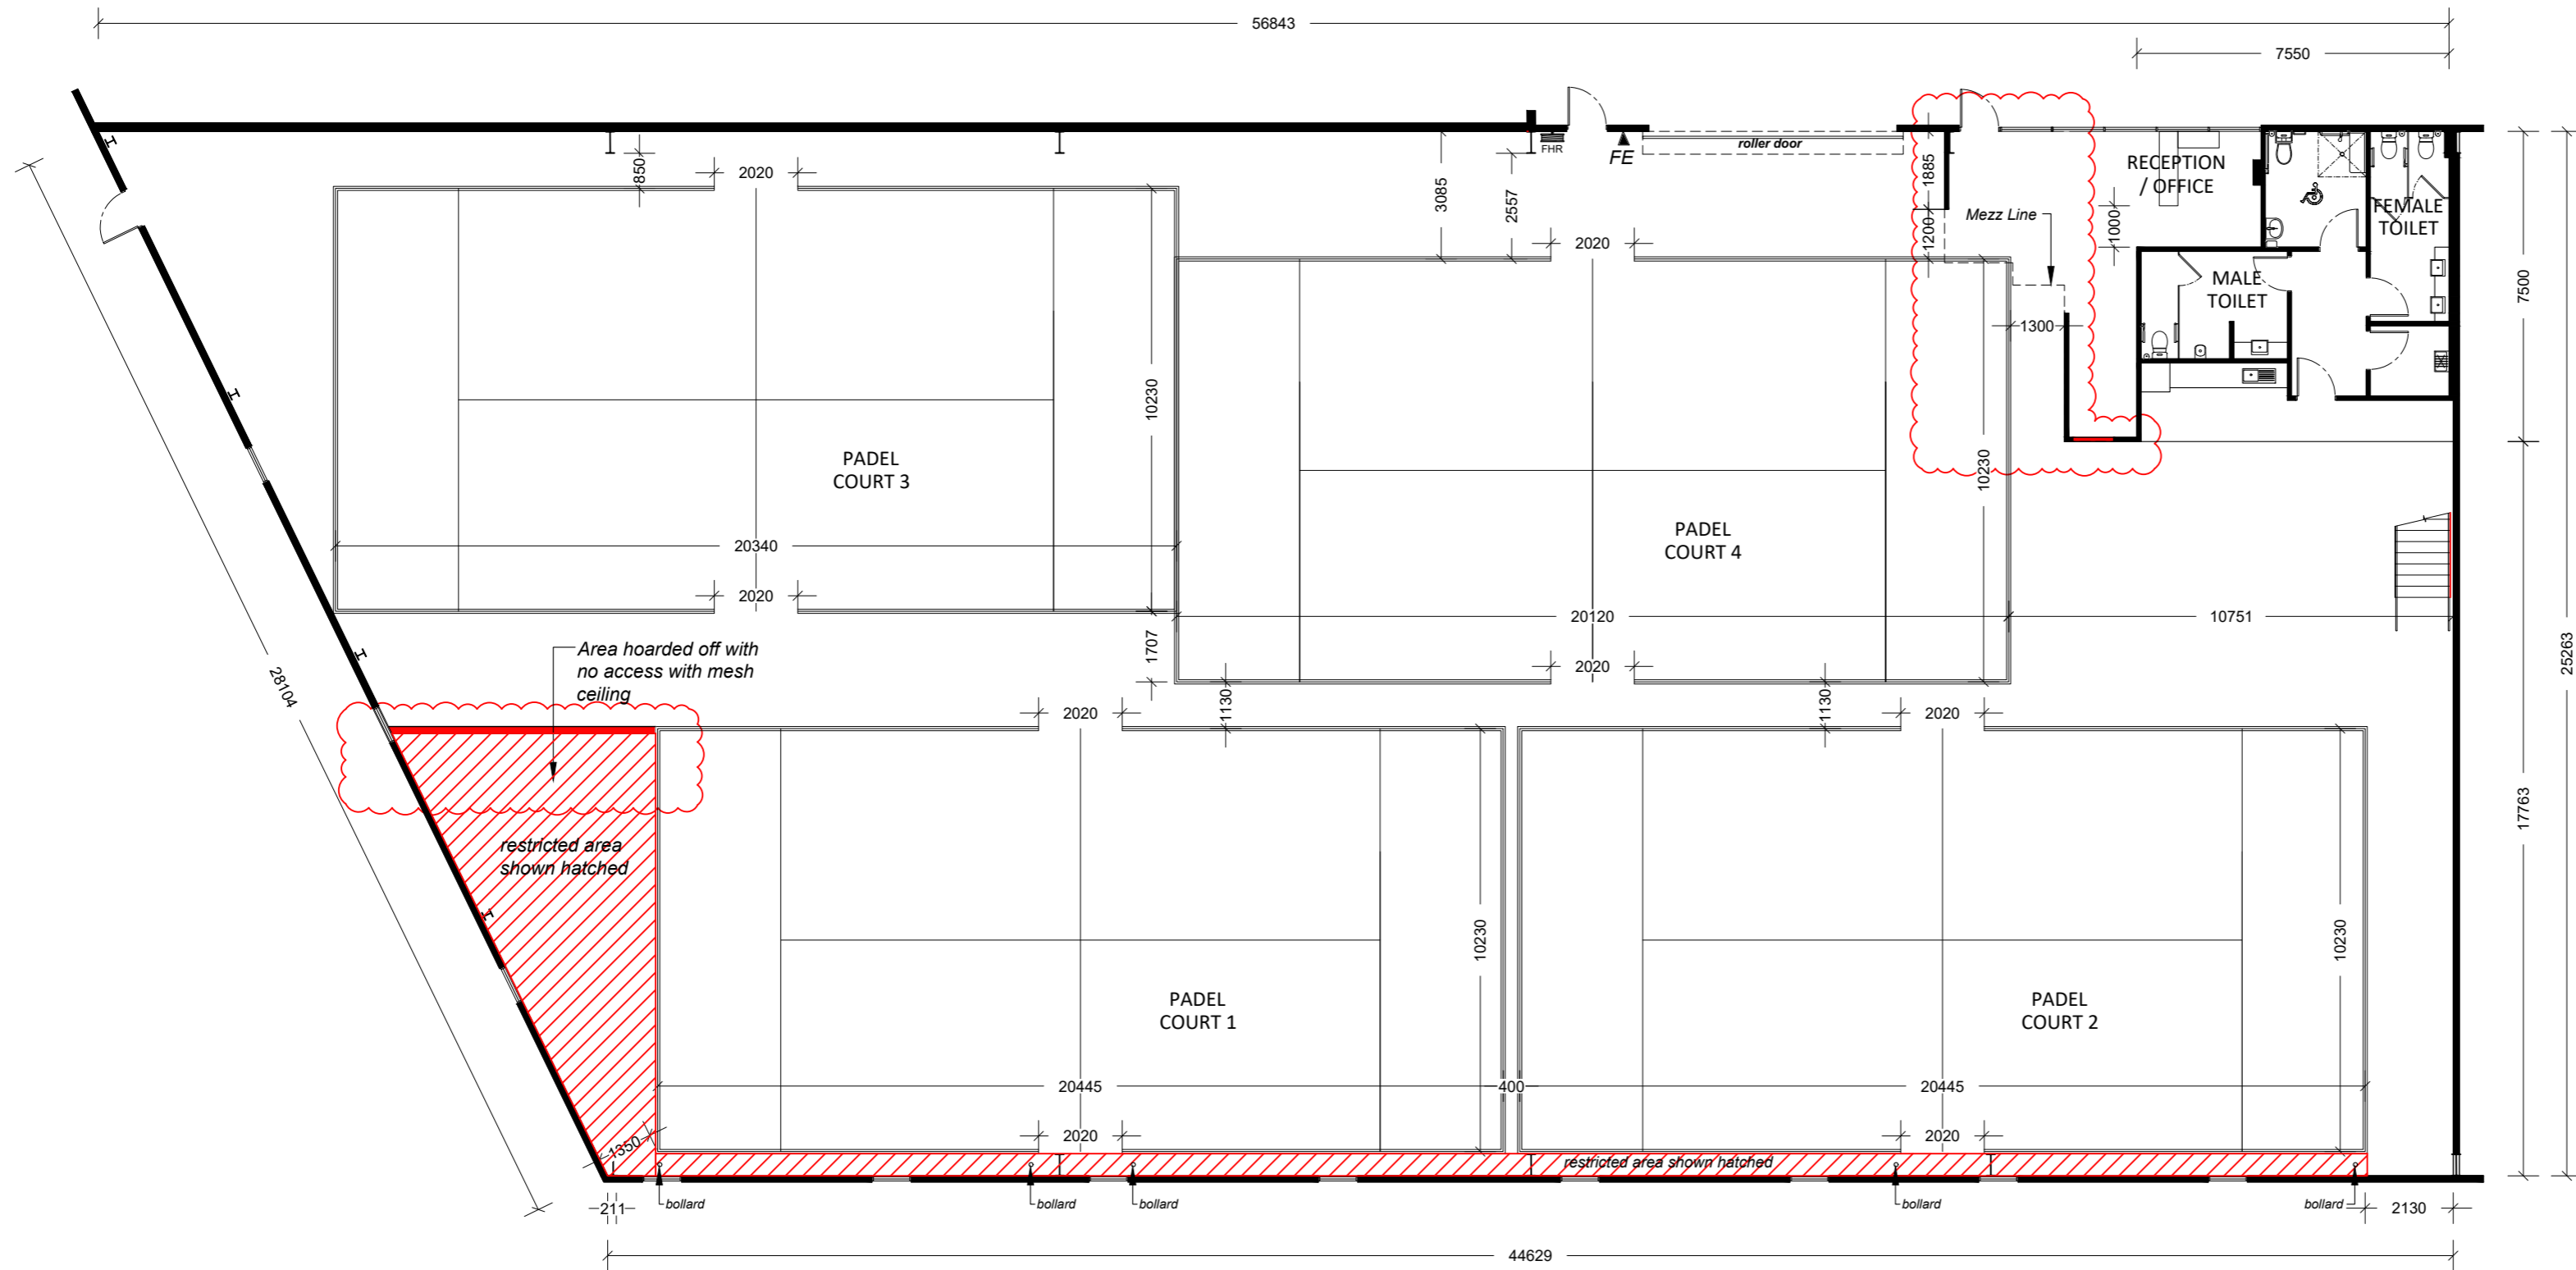 56843
7550
FHR
FE
roller door
850
2020
3085
2557
1885
1200
Mezz Line
RECEPTION
/ OFFICE
1000
FEMALE
TOILET
MALE
TOILET
2020
1300
7500
10230
10230
PADEL
COURT 3
PADEL
COURT 4
20340
2020
20120
10751
2020
1707
28104
25263
Area hoarded off with
no access with mesh
ceiling
2020
1130
1130
2020
17763
restricted area
shown hatched
10230
10230
PADEL
COURT 1
PADEL
COURT 2
20445
400
20445
1350
2020
2020
restricted area shown hatched
211
bollard
bollard
bollard
bollard
bollard
2130
44629